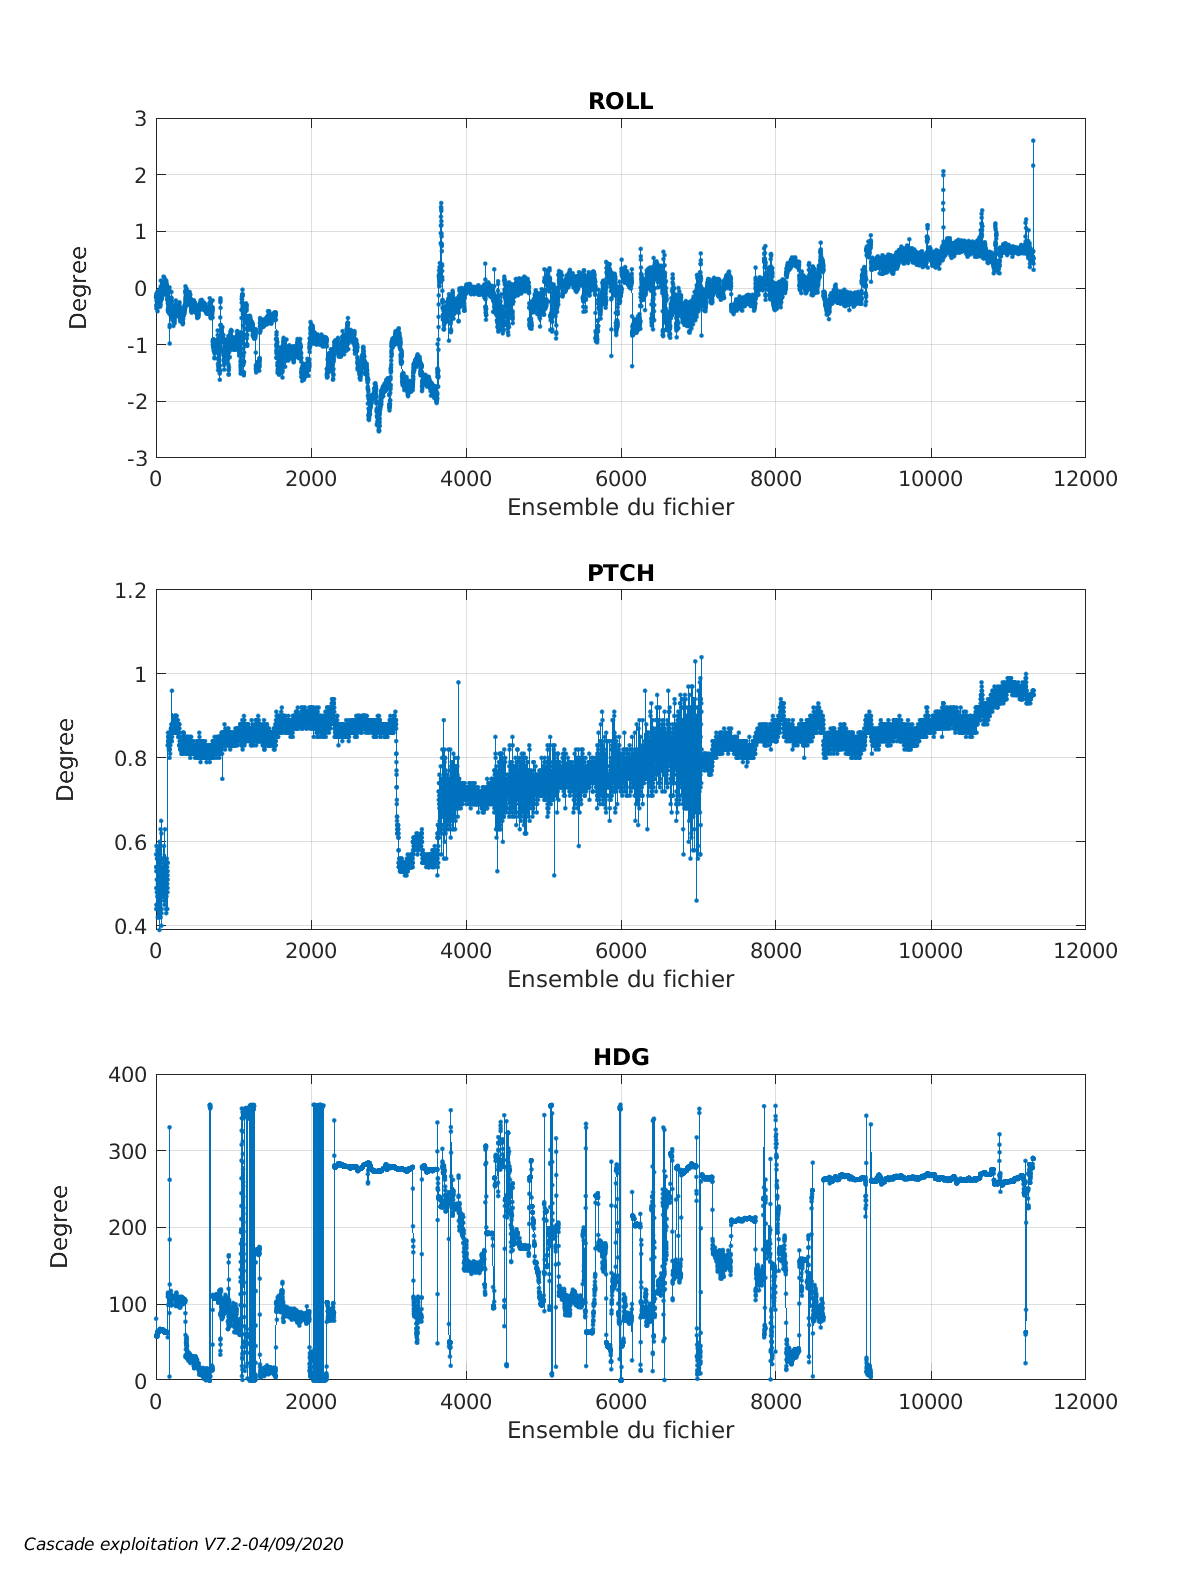 ROLL
3
2
1
0
-1
-2
-3
Degree
0 2000 4000 6000 8000 10000 12000
Ensemble du fichier
PTCH
1.2
1
0.8
0.6
0.4
Degree
0 2000 4000 6000 8000 10000 12000
Ensemble du fichier
HDG
400
300
200
100
0
Degree
0 2000 4000 6000 8000 10000 12000
Ensemble du fichier
Cascade exploitation V7.2-04/09/2020